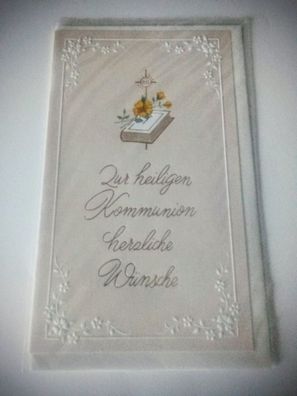 Zur heiligen
Kommunion
herzliche
Wünsche